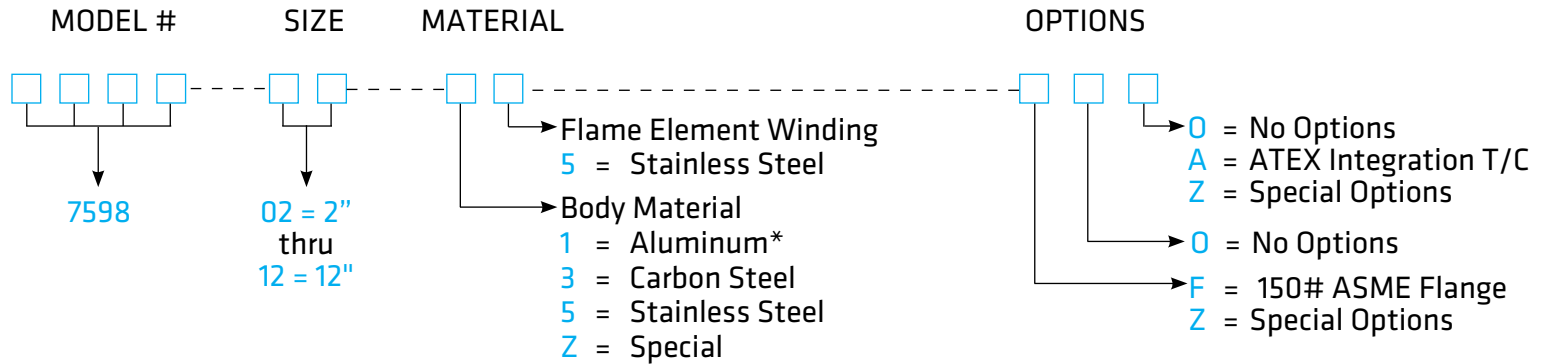 MODEL # SIZE MATERIAL OPTIONS
Flame Element Winding
5 = Stainless Steel
Body Material
1 = Aluminum*
3 = Carbon Steel
5 = Stainless Steel
Z = Special
7598
02 = 2”
thru
12 = 12"
0 = No Options
A = ATEX Integration T/C
Z = Special Options
0 = No Options
F = 150# ASME Flange
Z = Special Options